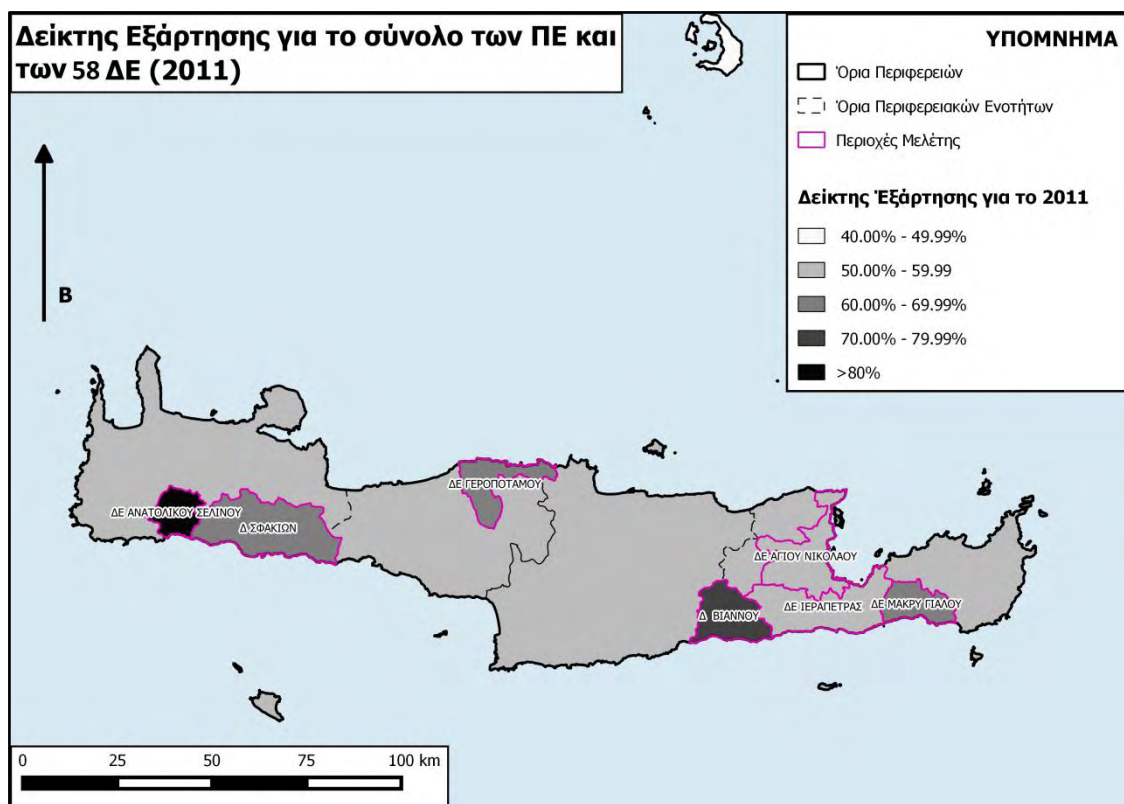 Δείκτης Εξάρτησης για το σύνολο των ΠΕ και
των 58 ΔΕ (2011)
ΥΠΟΜΝΗΜΑ
Όρια Περιφερειών
Όρια Περιφερειακών Ενοτήτων
Περιοχές Μελέτης
Δείκτης Έξάρτησης για το 2011
40.00% - 49.99%
50.00% - 59.99
60.00% - 69.99%
70.00% - 79.99%
>80%
Β
ΔΕ ΓΕΡΟΠΟΤΑΜΟΥ
ΔΕ ΑΝΑΤΟΛΙΚΟΥ ΣΕΛΙΝΟΥ
Δ.ΣΦΑΚΙΩΝ
ΔΕ ΑΓΙΟΥ ΝΙΚΟΛΑΟΥ
ΔΕ ΙΕΡΑΠΕΤΡΑΣ
ΔΕ ΜΑΚΡΥ ΓΙΑΛΟΥ
Δ ΒΙΑΝΝΟΥ
0 25 50 75 100 km